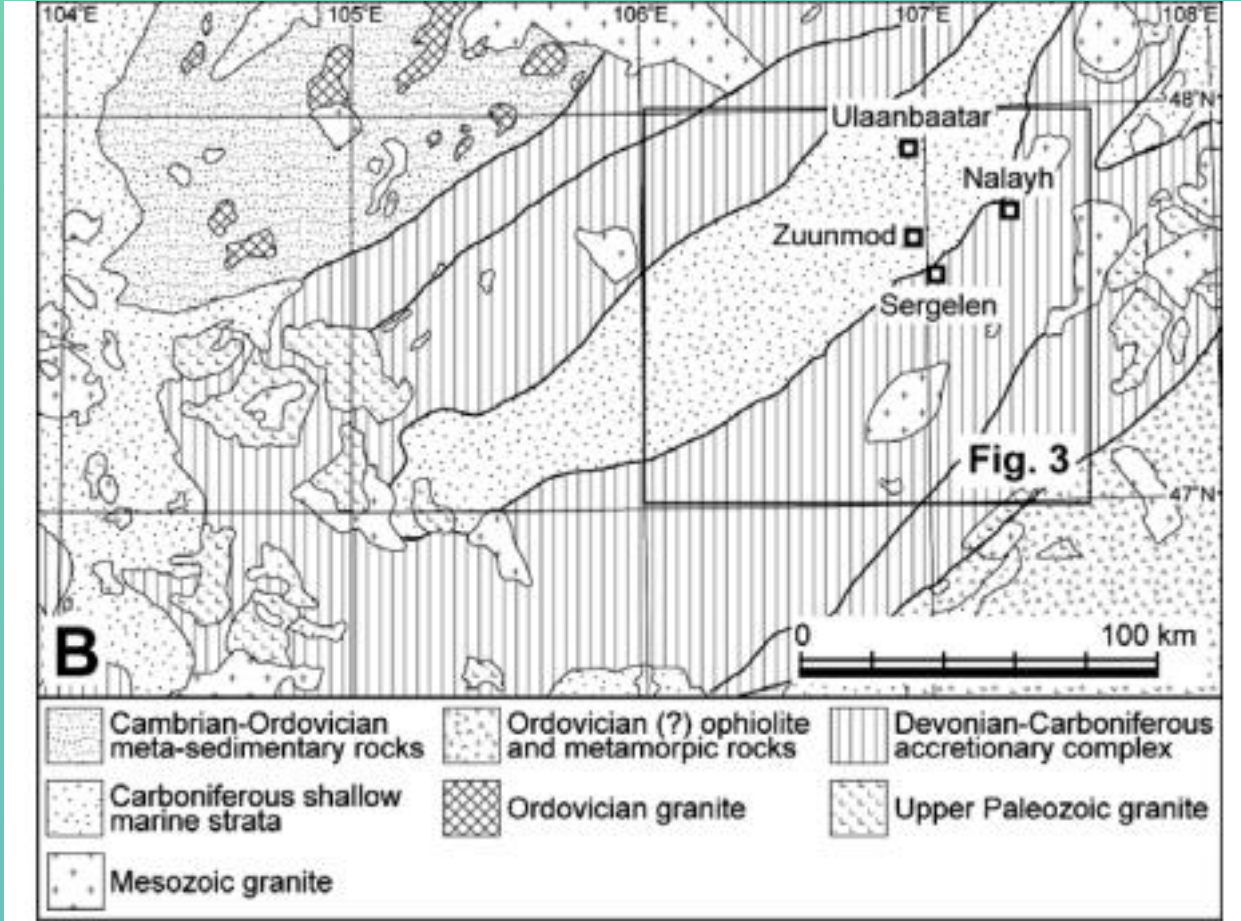 104°E 105°E 106°E 107°E 108°E
48°N
Ulaanbaatar
Nalayh
Zuunmod
Sergelen
Fig. 3
47°N
B
0 100 km
Cambrian-Ordovician
meta-sedimentary rocks
Ordovician (?) ophiolite
and metamorpic rocks
Devonian-Carboniferous
accretionary complex
Carboniferous shallow
marine strata
Ordovician granite
Upper Paleozoic granite
Mesozoic granite